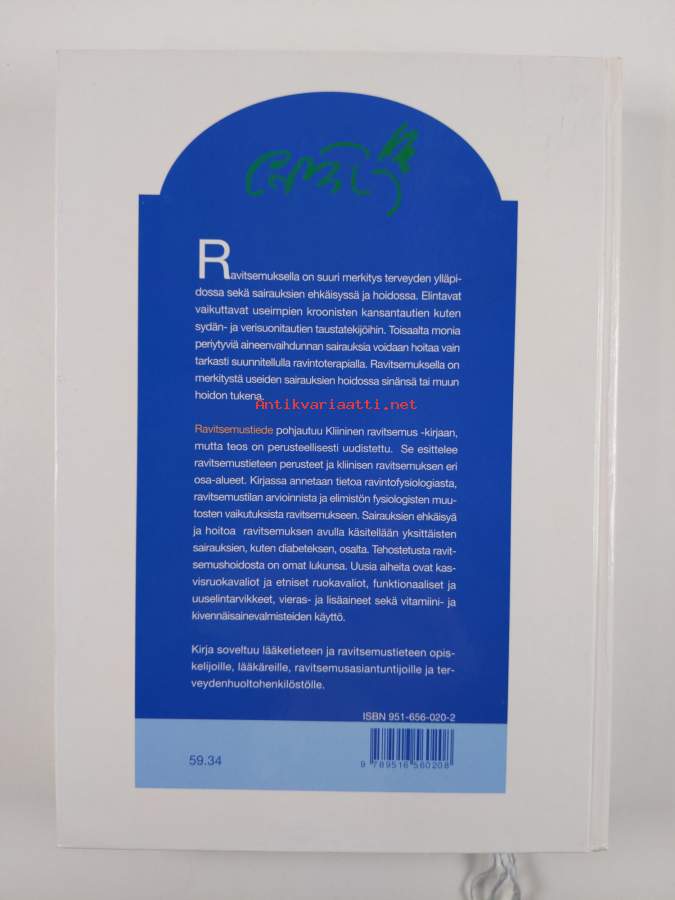 Ravitsemuksella on suuri merkitys terveyden ylläpi-
dossa sekä sairauksien ehkäisyssä ja hoidossa. Elintavat
vaikuttavat useimpien kroonisten kansantautien kuten
sydän- ja verisuonitautien taustatekijöihin. Toisaalta monia
periytyviä aineenvaihdunnan sairauksia voidaan hoitaa vain
tarkasti suunnitellulla ravintoterapialla. Ravitsemuksella on
merkitystä useiden sairauksien hoidossa sinänsä tai muun
hoidon tukena.
Antikvariaatti.net
Ravitsemustiede pohjautuu Kliininen ravitsemus -kirjaan,
mutta teos on perusteellisesti uudistettu. Se esittelee
ravitsemustieteen perusteet ja kliinisen ravitsemuksen eri
osa-alueet. Kirjassa annetaan tietoa ravintofysiologiasta,
ravitsemustilan arvioinnista ja elimistön fysiologisten muu-
tosten vaikutuksista ravitsemukseen. Sairauksien ehkäisyä
ja hoitoa ravitsemuksen avulla käsitellään yksittäisten
sairauksien, kuten diabeteksen, osalta. Tehostetusta ravit-
semushoidosta on omat lukunsa. Uusia aiheita ovat kas-
visruokavaliot ja etniset ruokavaliot, funktionaaliset ja
uuselintarvikkeet, vieras- ja lisäaineet sekä vitamiini- ja
kivennäisainevalmisteiden käyttö.
Kirja soveltuu lääketieteen ja ravitsemustieteen opis-
kelijoille, lääkäreille, ravitsemusasiantuntijoille ja ter-
veydenhuoltohenkilöstölle.
ISBN 951-656-020-2
59.34
9 789516 560208